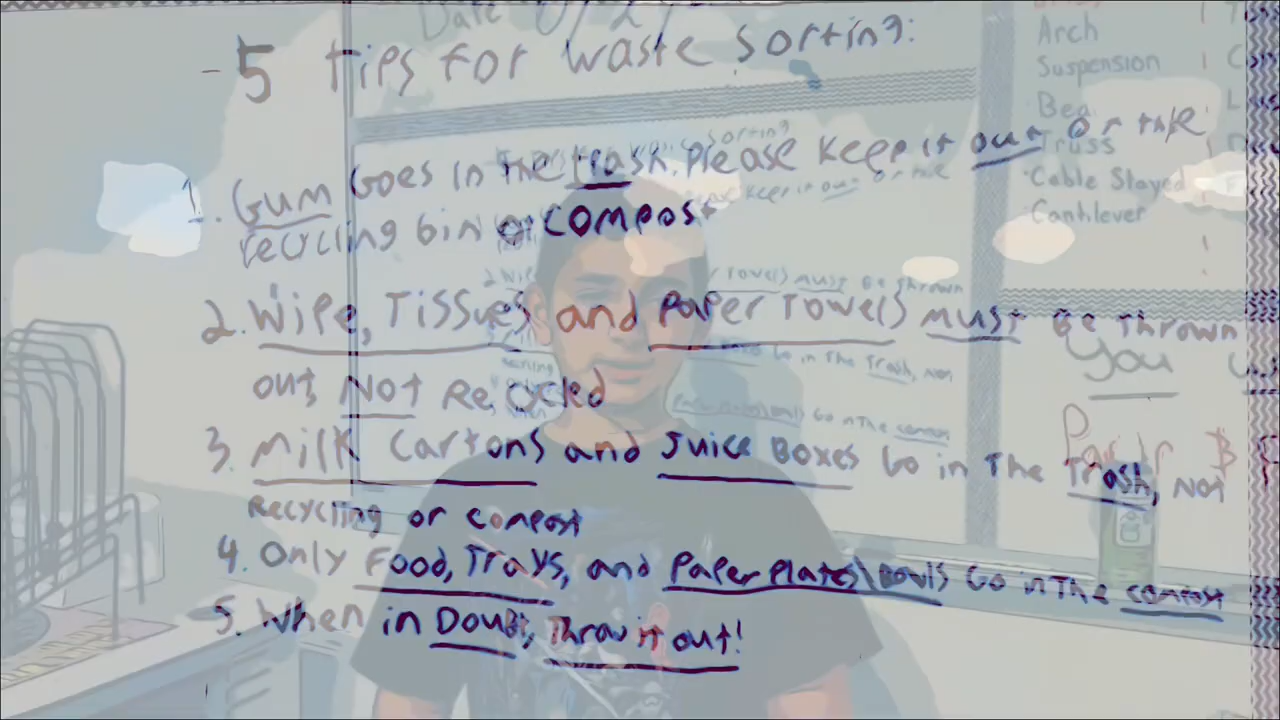 Date
-5 tips for waste sorting:
1. Gum Goes in the trash. Please keep it out or the
recycling bin or compost
2. Wipe, Tissues and Paper Towels must be thrown
out, Not Recycled
3. Milk Cartons and Juice Boxes Go in The Trash, Not
Recycling or compost
4. Only Food, Trays, and Paper Plates\Bowls Go in The compost
5. When in Doubt, Throw it out!
Arch
Suspension
Truss
Cable Stayed
Cantilever
You